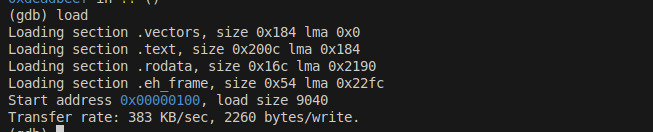 0xdeadbeef in ?? ()
(gdb) load
Loading section .vectors, size 0x184 lma 0x0
Loading section .text, size 0x200c lma 0x184
Loading section .rodata, size 0x16c lma 0x2190
Loading section .eh_frame, size 0x54 lma 0x22fc
Start address 0x00000100, load size 9040
Transfer rate: 383 KB/sec, 2260 bytes/write.
(gdb)